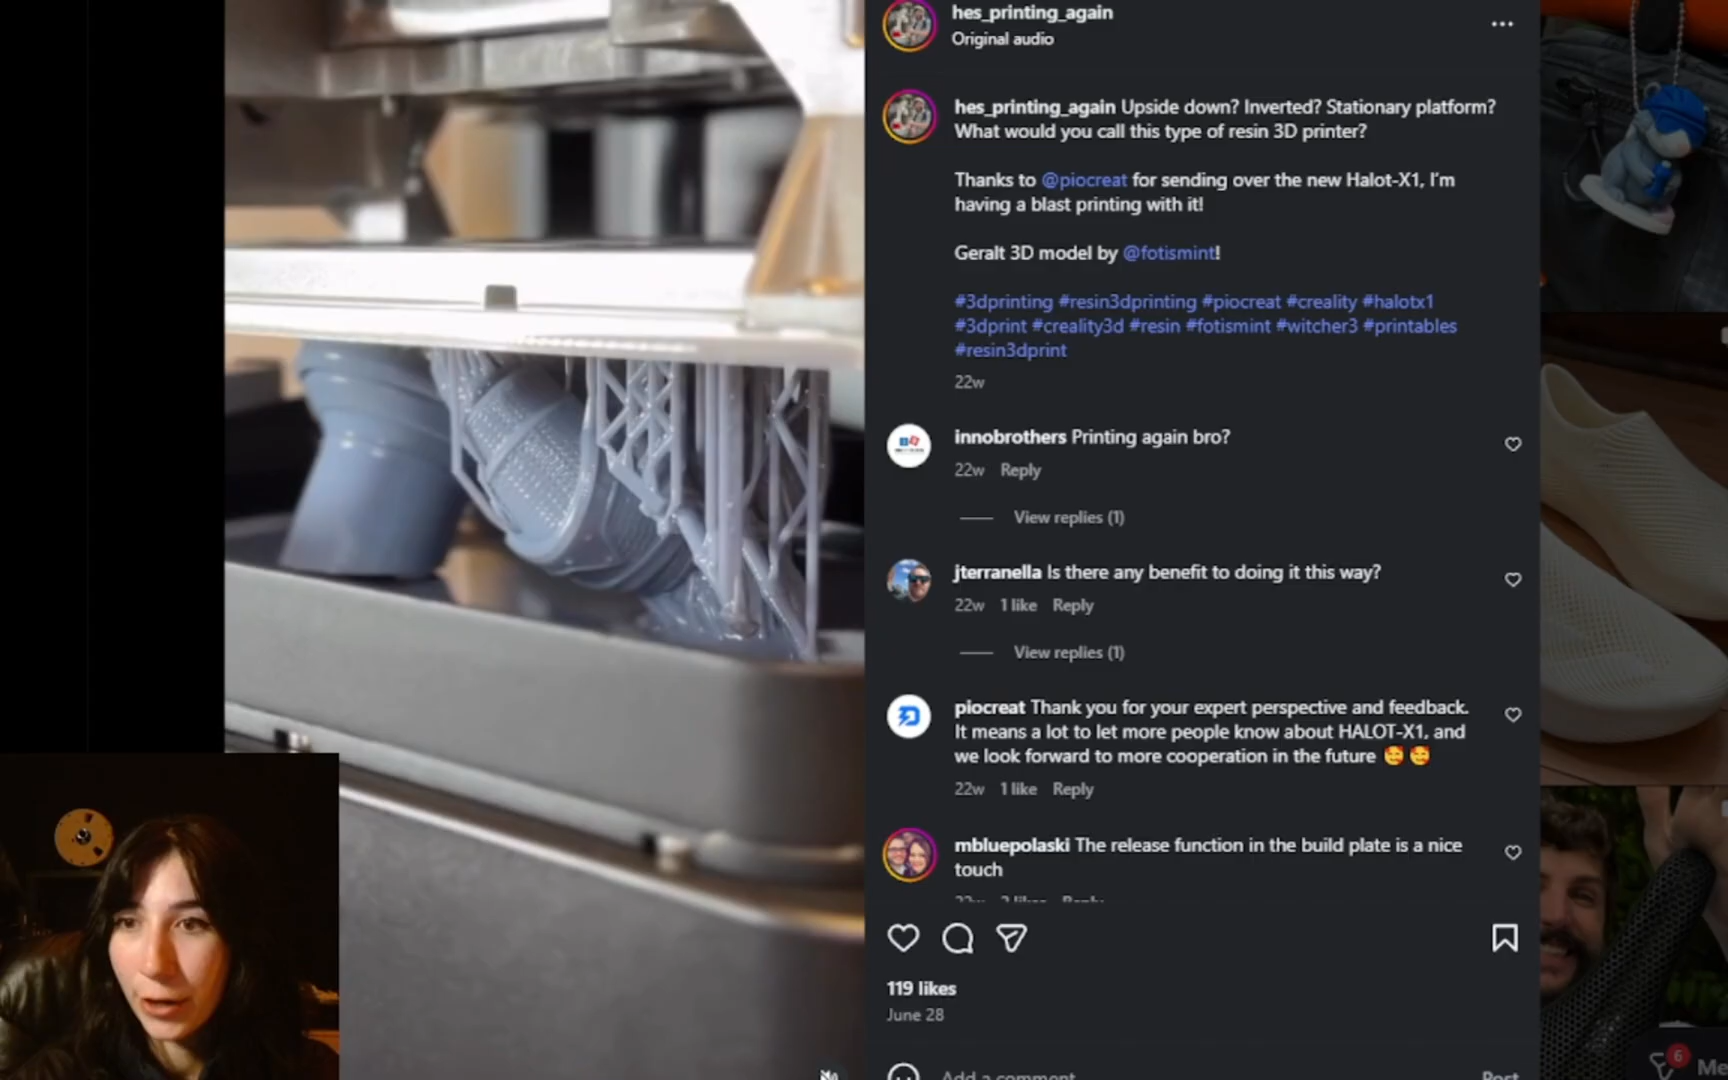 hes_printing_again
Original audio
hes_printing_again Upside down? Inverted? Stationary platform?
What would you call this type of resin 3D printer?
Thanks to @piocreat for sending over the new Halot-X1, I'm
having a blast printing with it!
Geralt 3D model by @fotismint!
#3dprinting #resin3dprinting #piocreat #creality #halotx1
#3dprint #creality3d #resin #fotismint #witcher3 #printables
#resin3dprint
22w
innobrothers Printing again bro?
22w Reply
View replies (1)
jterranella Is there any benefit to doing it this way?
22w 1 like Reply
View replies (1)
piocreat Thank you for your expert perspective and feedback.
It means a lot to let more people know about HALOT-X1, and
we look forward to more cooperation in the future 🥰 🥰
22w 1 like Reply
mbluepolaski The release function in the build plate is a nice
touch
22w 2 likes Reply
119 likes
June 28
Add a comment...
Post
6